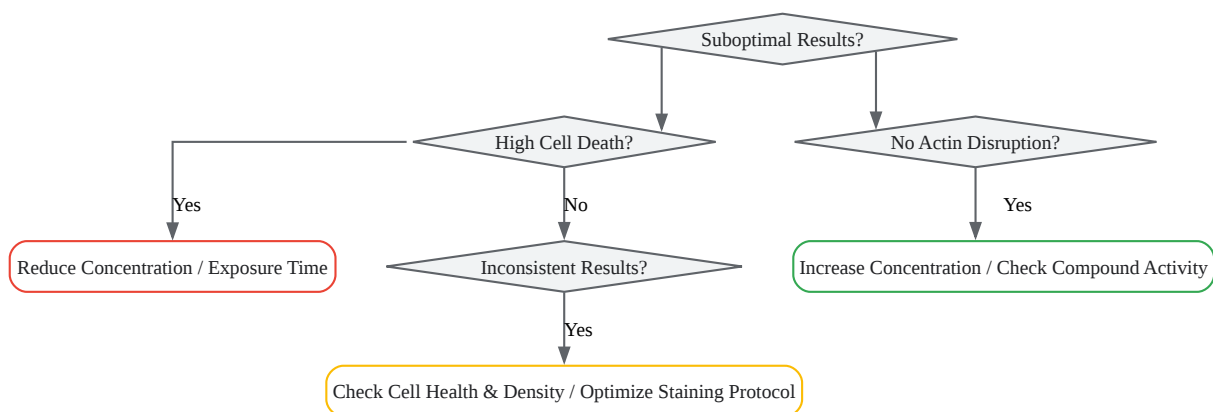 Suboptimal Results?
High Cell Death?
No Actin Disruption?
Yes
No
Yes
Reduce Concentration / Exposure Time
Inconsistent Results?
Increase Concentration / Check Compound Activity
Yes
Check Cell Health & Density / Optimize Staining Protocol